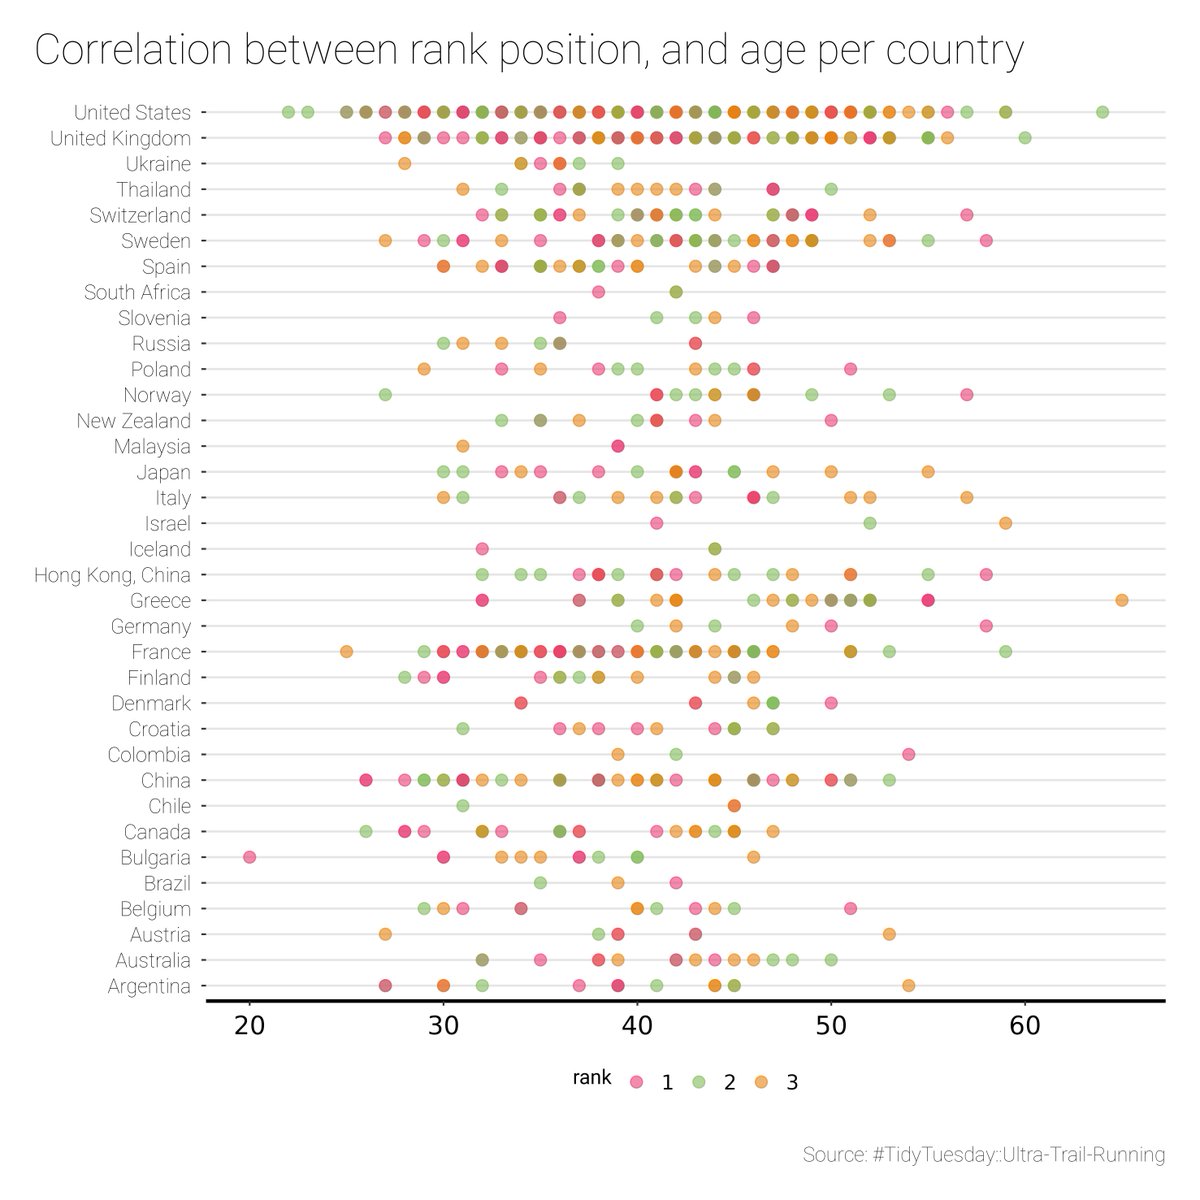 Correlation between rank position, and age per country
United States
United Kingdom
Ukraine
Thailand
Switzerland
Sweden
Spain
South Africa
Slovenia
Russia
Poland
Norway
New Zealand
Malaysia
Japan
Italy
Israel
Iceland
Hong Kong, China
Greece
Germany
France
Finland
Denmark
Croatia
Colombia
China
Chile
Canada
Bulgaria
Brazil
Belgium
Austria
Australia
Argentina
20 30 40 50 60
rank 1 2 3
Source: #TidyTuesday::Ultra-Trail-Running